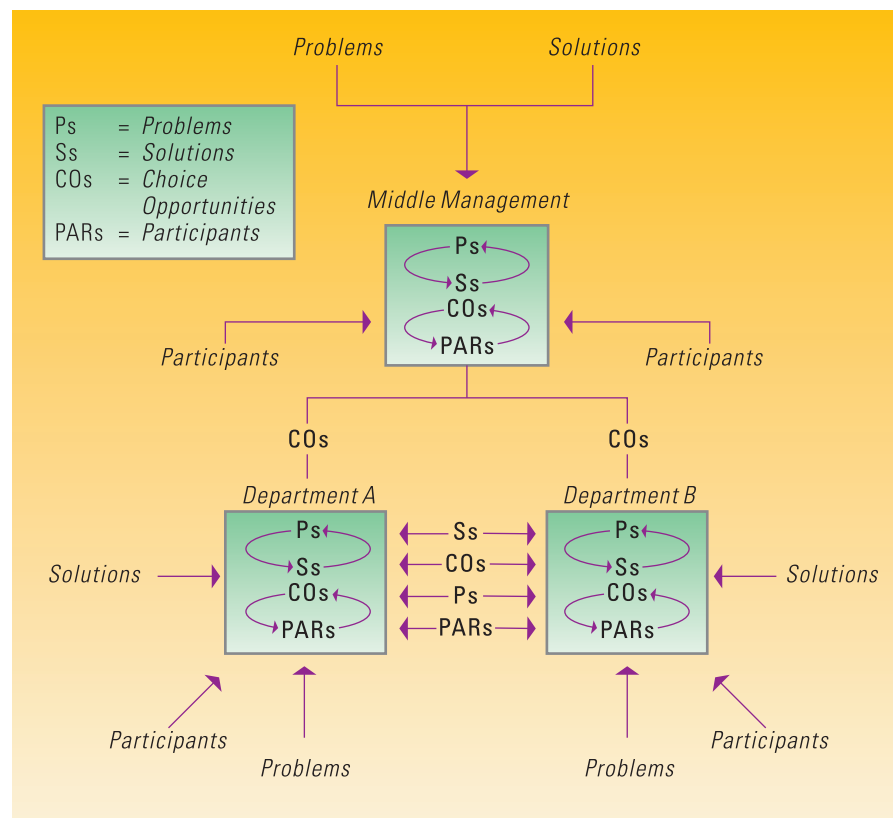 Problems Solutions
Ps = Problems
Ss = Solutions
COs = Choice
Opportunities
PARs = Participants
Middle Management
Ps
Ss
COs
PARs
Participants Participants
COs COs
Department A Department B
Ps Ss Ps
Ss COs Ss
COs Ps COs
PARs PARs PARs
Solutions Solutions
Participants Participants
Problems Problems